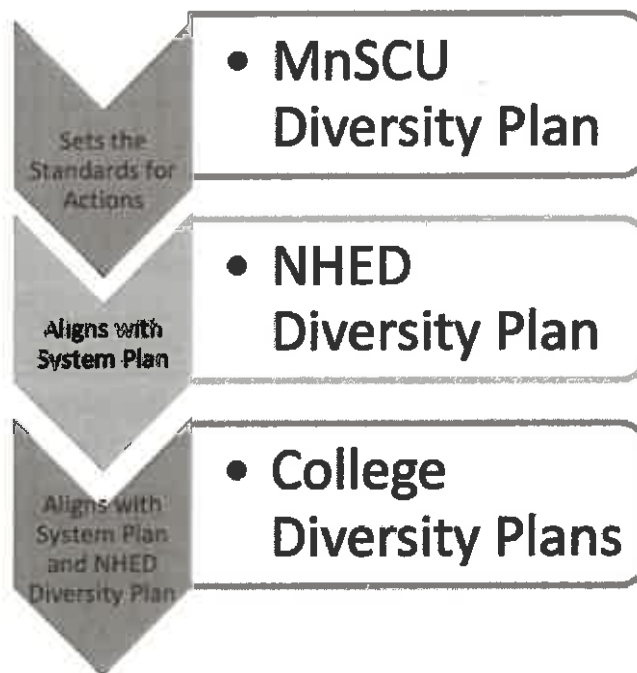 Sets the
Standards for
Actions
• MnSCU
Diversity Plan
Aligns with
System Plan
• NHED
Diversity Plan
Aligns with
System Plan
and NHED
Diversity Plan
• College
Diversity Plans